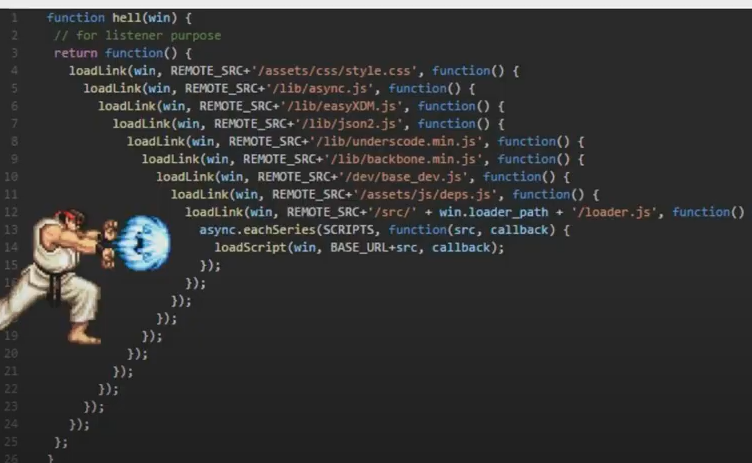 1 function hell(win) {
2 // for listener purpose
3 return function() {
4 loadLink(win, REMOTE_SRC+'/assets/css/style.css', function() {
5 loadLink(win, REMOTE_SRC+'/lib/async.js', function() {
6 loadLink(win, REMOTE_SRC+'/lib/easyXDM.js', function() {
7 loadLink(win, REMOTE_SRC+'/lib/json2.js', function() {
8 loadLink(win, REMOTE_SRC+'/lib/underscode.min.js', function() {
9 loadLink(win, REMOTE_SRC+'/lib/backbone.min.js', function() {
10 loadLink(win, REMOTE_SRC+'/dev/base_dev.js', function() {
11 loadLink(win, REMOTE_SRC+'/assets/js/deps.js', function() {
12 loadLink(win, REMOTE_SRC+'/src/' + win.loader_path + '/loader.js', function()
13 async.eachSeries(SCRIPTS, function(src, callback) {
14 loadScript(win, BASE_URL+src, callback);
15 });
16 });
});
});
19 });
20 });
21 });
22 });
23 });
24 });
25 };
26 }